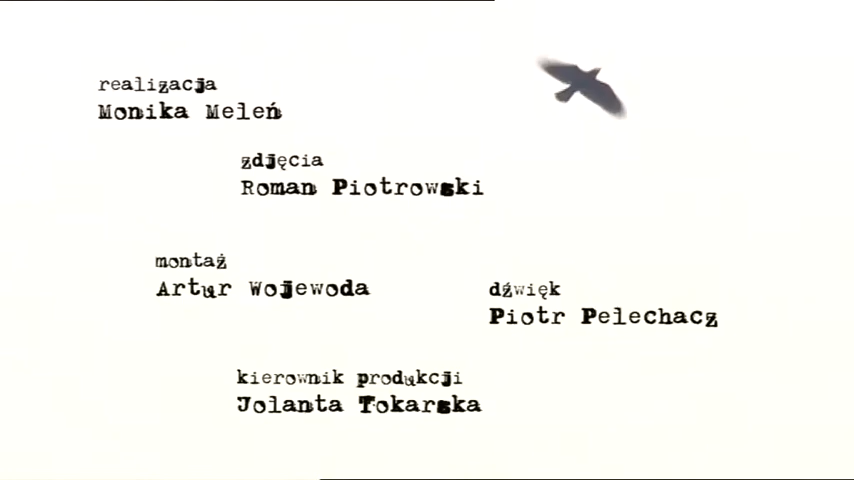 realizacja
Monika Meleń
zdjęcia
Roman Piotrowski
montaż
Artur Wojewoda
dźwięk
Piotr Pelechacz
kierownik produkcji
Jolanta Tokarska